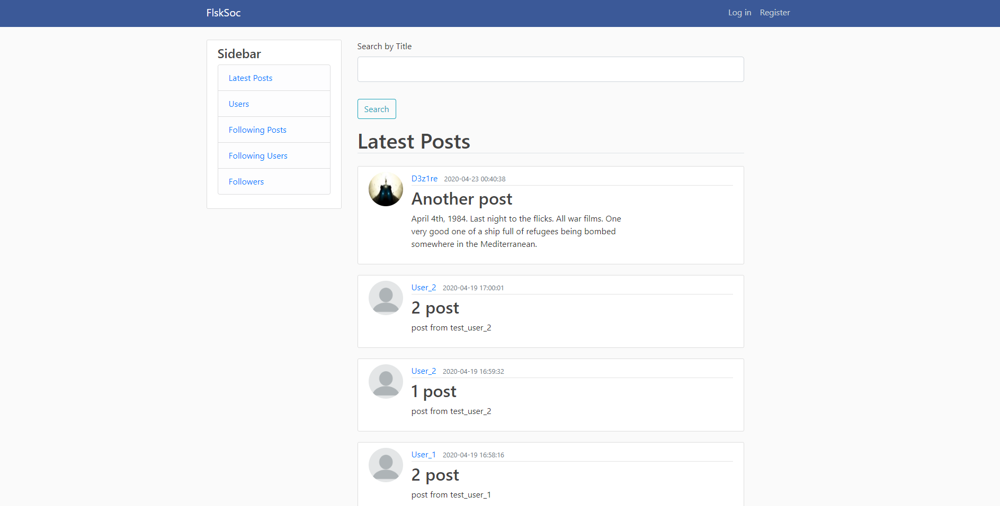 FlskSoc
Log in
Register
Sidebar
Latest Posts
Users
Following Posts
Following Users
Followers
Search by Title
Search
Latest Posts
D3z1re 2020-04-23 00:40:38
Another post
April 4th, 1984. Last night to the flicks. All war films. One
very good one of a ship full of refugees being bombed
somewhere in the Mediterranean.
User_2 2020-04-19 17:00:01
2 post
post from test_user_2
User_2 2020-04-19 16:59:32
1 post
post from test_user_2
User_1 2020-04-19 16:58:16
2 post
post from test_user_1